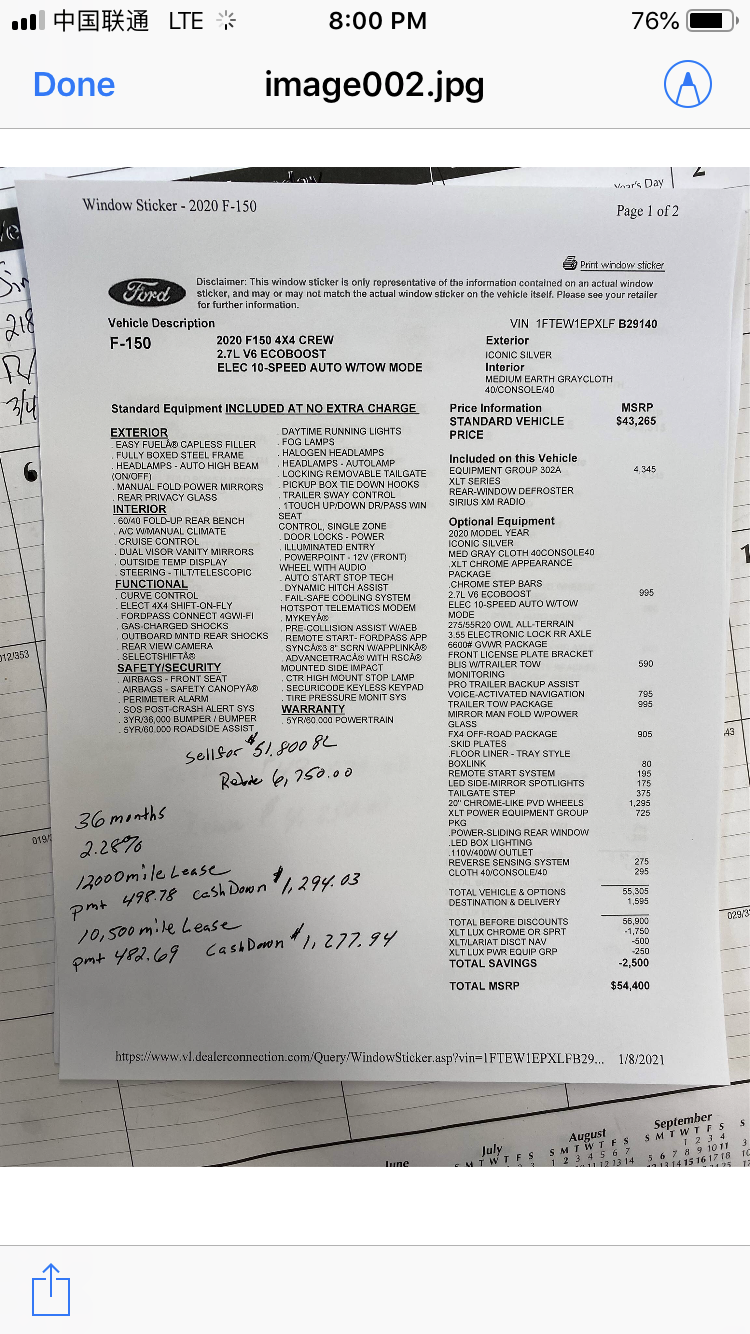 中国联通 LTE 8:00 PM 76%
Done image002.jpg
Year's Day
Window Sticker - 2020 F-150
Page 1 of 2
Print window sticker
Ford
Disclaimer: This window sticker is only representative of the information contained on an actual window
sticker, and may or may not match the actual window sticker on the vehicle itself. Please see your retailer
for further information.
Vehicle Description
VIN 1FTEW1EPXLF B29140
F-150
2020 F150 4X4 CREW
2.7L V6 ECOBOOST
ELEC 10-SPEED AUTO W/TOW MODE
Exterior
ICONIC SILVER
Interior
MEDIUM EARTH GRAYCLOTH
40/CONSOLE/40
Standard Equipment INCLUDED AT NO EXTRA CHARGE
EXTERIOR
. EASY FUELÂ® CAPLESS FILLER
. FULLY BOXED STEEL FRAME
. HEADLAMPS - AUTO HIGH BEAM
(ON/OFF)
. MANUAL FOLD POWER MIRRORS
. REAR PRIVACY GLASS
INTERIOR
. 60/40 FOLD-UP REAR BENCH
. A/C W/MANUAL CLIMATE
. CRUISE CONTROL
. DUAL VISOR VANITY MIRRORS
. OUTSIDE TEMP DISPLAY
. STEERING - TILT/TELESCOPIC
FUNCTIONAL
. CURVE CONTROL
. ELECT 4X4 SHIFT-ON-FLY
. FORDPASS CONNECT 4GWI-FI
. GAS-CHARGED SHOCKS
. OUTBOARD MNTD REAR SHOCKS
. REAR VIEW CAMERA
. SELECTSHIFTÂ®
SAFETY/SECURITY
. AIRBAGS - FRONT SEAT
. AIRBAGS - SAFETY CANOPYÂ®
. PERIMETER ALARM
. SOS POST-CRASH ALERT SYS
. 3YR/36,000 BUMPER / BUMPER
. 5YR/60,000 ROADSIDE ASSIST
. DAYTIME RUNNING LIGHTS
. FOG LAMPS
. HALOGEN HEADLAMPS
. HEADLAMPS - AUTOLAMP
. LOCKING REMOVABLE TAILGATE
. PICKUP BOX TIE DOWN HOOKS
. TRAILER SWAY CONTROL
. 1TOUCH UP/DOWN DR/PASS WIN
SEAT
CONTROL, SINGLE ZONE
. DOOR LOCKS - POWER
. ILLUMINATED ENTRY
. POWERPOINT - 12V (FRONT)
WHEEL WITH AUDIO
. AUTO START STOP TECH
. DYNAMIC HITCH ASSIST
. FAIL-SAFE COOLING SYSTEM
HOTSPOT TELEMATICS MODEM
. MYKEYÂ®
. PRE-COLLISION ASSIST W/AEB
. REMOTE START- FORDPASS APP
. SYNCÂ®3 8" SCRN W/APPLINKÂ®
. ADVANCETRACÂ® WITH RSCÂ®
MOUNTED SIDE IMPACT
. CTR HIGH MOUNT STOP LAMP
. SECURICODE KEYLESS KEYPAD
. TIRE PRESSURE MONIT SYS
WARRANTY
. 5YR/60,000 POWERTRAIN
Price Information MSRP
STANDARD VEHICLE $43,265
PRICE
Included on this Vehicle
EQUIPMENT GROUP 302A 4,345
XLT SERIES
REAR-WINDOW DEFROSTER
SIRIUS XM RADIO
Optional Equipment
2020 MODEL YEAR
ICONIC SILVER
MED GRAY CLOTH 40CONSOLE40
.XLT CHROME APPEARANCE
PACKAGE
.CHROME STEP BARS
2.7L V6 ECOBOOST 995
ELEC 10-SPEED AUTO W/TOW
MODE
275/55R20 OWL ALL-TERRAIN
3.55 ELECTRONIC LOCK RR AXLE
6600# GVWR PACKAGE
FRONT LICENSE PLATE BRACKET
BLIS W/TRAILER TOW 590
MONITORING
PRO TRAILER BACKUP ASSIST
VOICE-ACTIVATED NAVIGATION 795
TRAILER TOW PACKAGE 995
MIRROR MAN FOLD W/POWER
GLASS
FX4 OFF-ROAD PACKAGE 905
.SKID PLATES
.FLOOR LINER - TRAY STYLE
BOXLINK 80
REMOTE START SYSTEM 195
LED SIDE-MIRROR SPOTLIGHTS 175
TAILGATE STEP 375
20" CHROME-LIKE PVD WHEELS 1,295
XLT POWER EQUIPMENT GROUP 725
PKG
.POWER-SLIDING REAR WINDOW
.LED BOX LIGHTING
.110V/400W OUTLET
REVERSE SENSING SYSTEM 275
CLOTH 40/CONSOLE/40 295
TOTAL VEHICLE & OPTIONS 55,305
DESTINATION & DELIVERY 1,595
TOTAL BEFORE DISCOUNTS 56,900
XLT LUX CHROME OR SPRT -1,750
XLT/LARIAT DISCT NAV -500
XLT LUX PWR EQUIP GRP -250
TOTAL SAVINGS -2,500
TOTAL MSRP $54,400
Sell for $51,800 82
Rebate 6,750.00
36 months
2.28%
12000 mile Lease
pmt 498.78 Cash Down $1,294.03
10,500 mile Lease
pmt 482.69 Cash Down $1,277.94
https://www.vl.dealerconnection.com/Query/WindowSticker.asp?vin=1FTEW1EPXLFB29... 1/8/2021
218
R/
3/4
6
012/353
019/
43
029/3
June
July
S M T W T F S
August
S M T W T F S
September
S M T W T F S